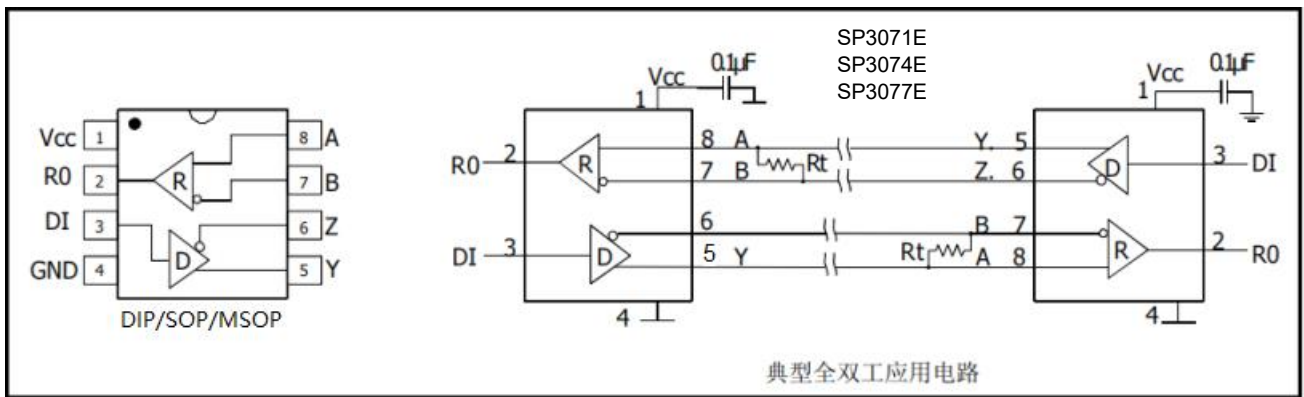 SP3071E
SP3074E
SP3077E
Vcc 1
R0 2
DI 3
GND 4
8 A
7 B
6 Z
5 Y
R
D
DIP/SOP/MSOP
Vcc 0.1µF
1
R0 2
R
8 A
7 B
Rt
DI 3
D
6
5 Y
4
Vcc 0.1µF
1
Y. 5
Z. 6
D
3 DI
B 7
Rt A 8
R
2 R0
4
典型全双工应用电路